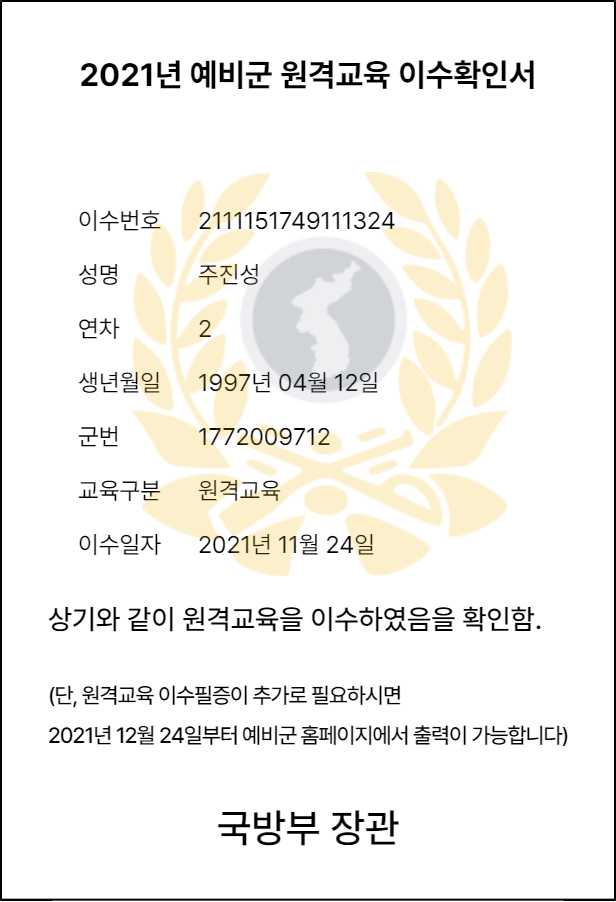 2021년 예비군 원격교육 이수확인서
이수번호 2111151749111324
성명 주진성
연차 2
생년월일 1997년 04월 12일
군번 1772009712
교육구분 원격교육
이수일자 2021년 11월 24일
상기와 같이 원격교육을 이수하였음을 확인함.
(단, 원격교육 이수필증이 추가로 필요하시면
2021년 12월 24일부터 예비군 홈페이지에서 출력이 가능합니다)
국방부 장관